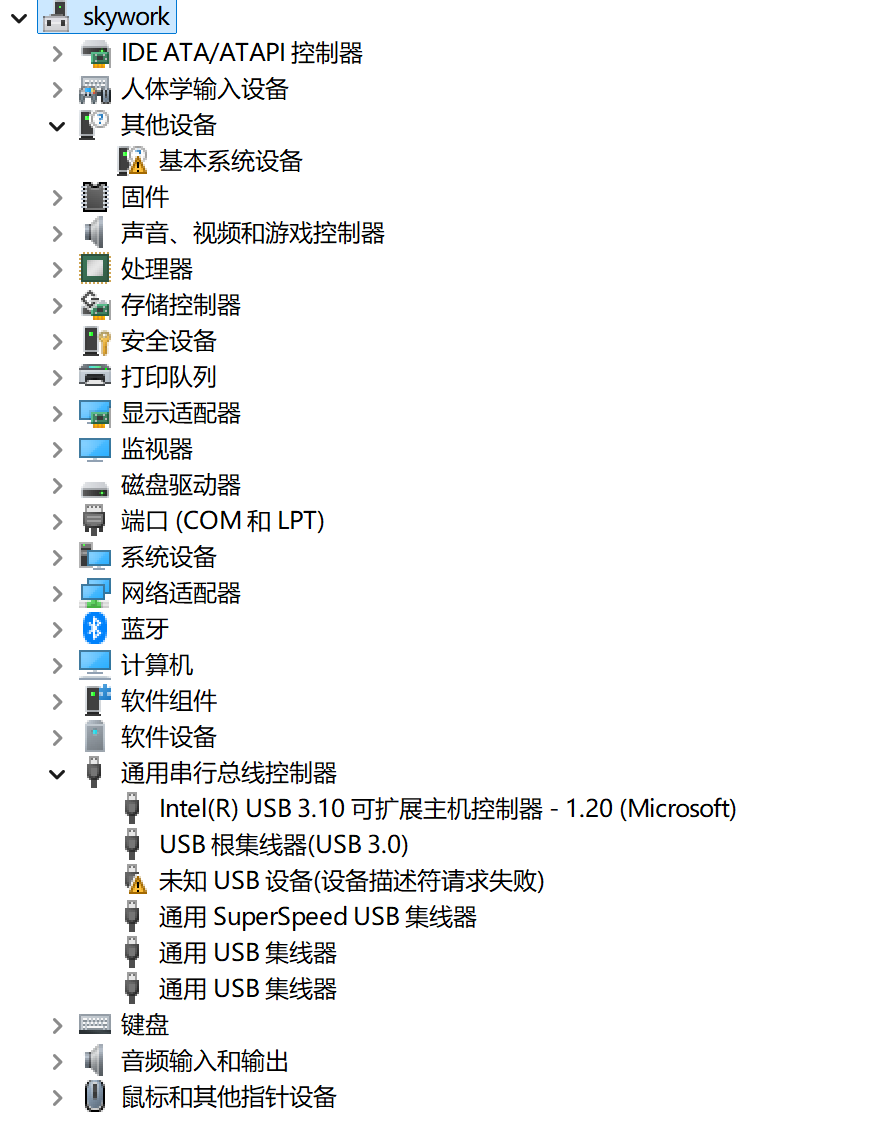 skywork
IDE ATA/ATAPI 控制器
人体学输入设备
其他设备
基本系统设备
固件
声音、视频和游戏控制器
处理器
存储控制器
安全设备
打印队列
显示适配器
监视器
磁盘驱动器
端口 (COM 和 LPT)
系统设备
网络适配器
蓝牙
计算机
软件组件
软件设备
通用串行总线控制器
Intel(R) USB 3.10 可扩展主机控制器 - 1.20 (Microsoft)
USB 根集线器(USB 3.0)
未知 USB 设备(设备描述符请求失败)
通用 SuperSpeed USB 集线器
通用 USB 集线器
通用 USB 集线器
键盘
音频输入和输出
鼠标和其他指针设备